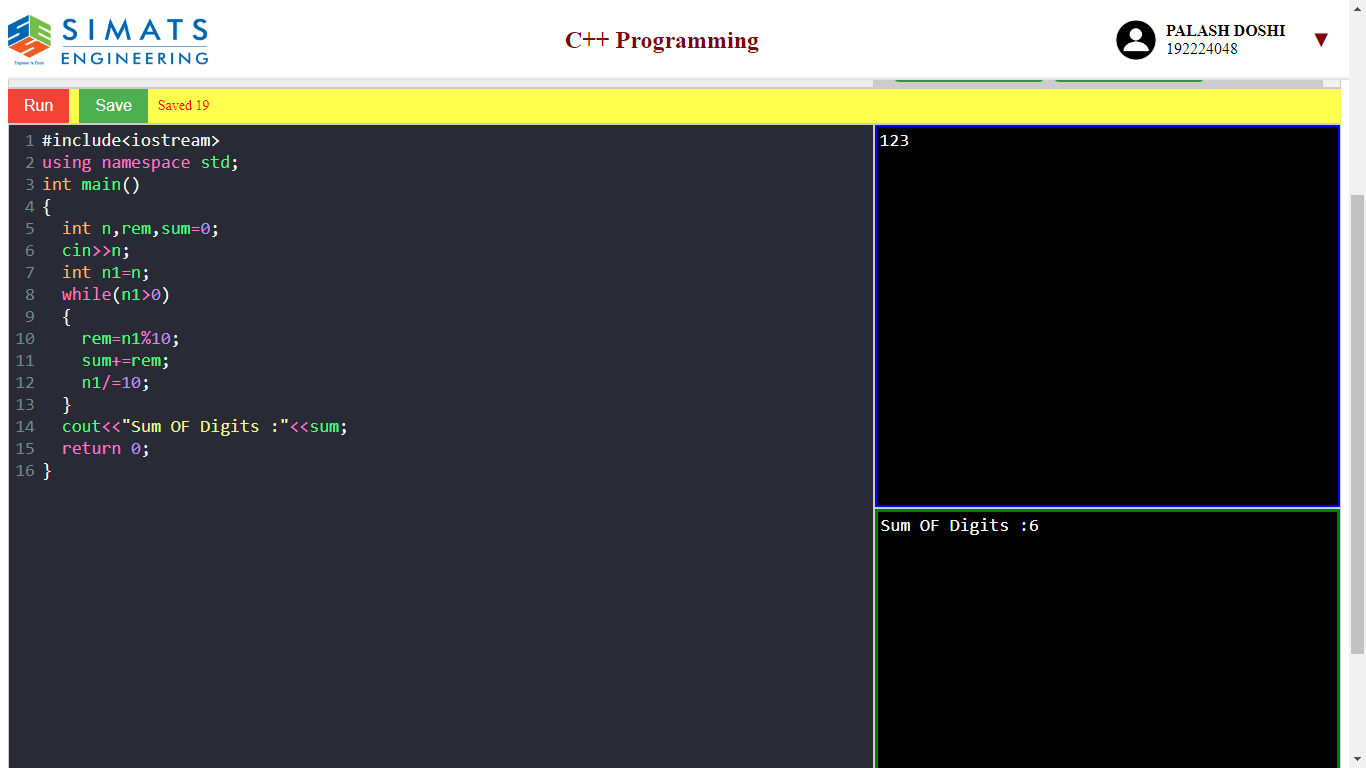 SIMATS
ENGINEERING
Engineer to Excel
C++ Programming
PALASH DOSHI
192224048
▼
Run Save Saved 19
1 #include<iostream>
2 using namespace std;
3 int main()
4 {
5   int n,rem,sum=0;
6   cin>>n;
7   int n1=n;
8   while(n1>0)
9   {
10     rem=n1%10;
11     sum+=rem;
12     n1/=10;
13   }
14   cout<<"Sum OF Digits :"<<sum;
15   return 0;
16 }
123
Sum OF Digits :6